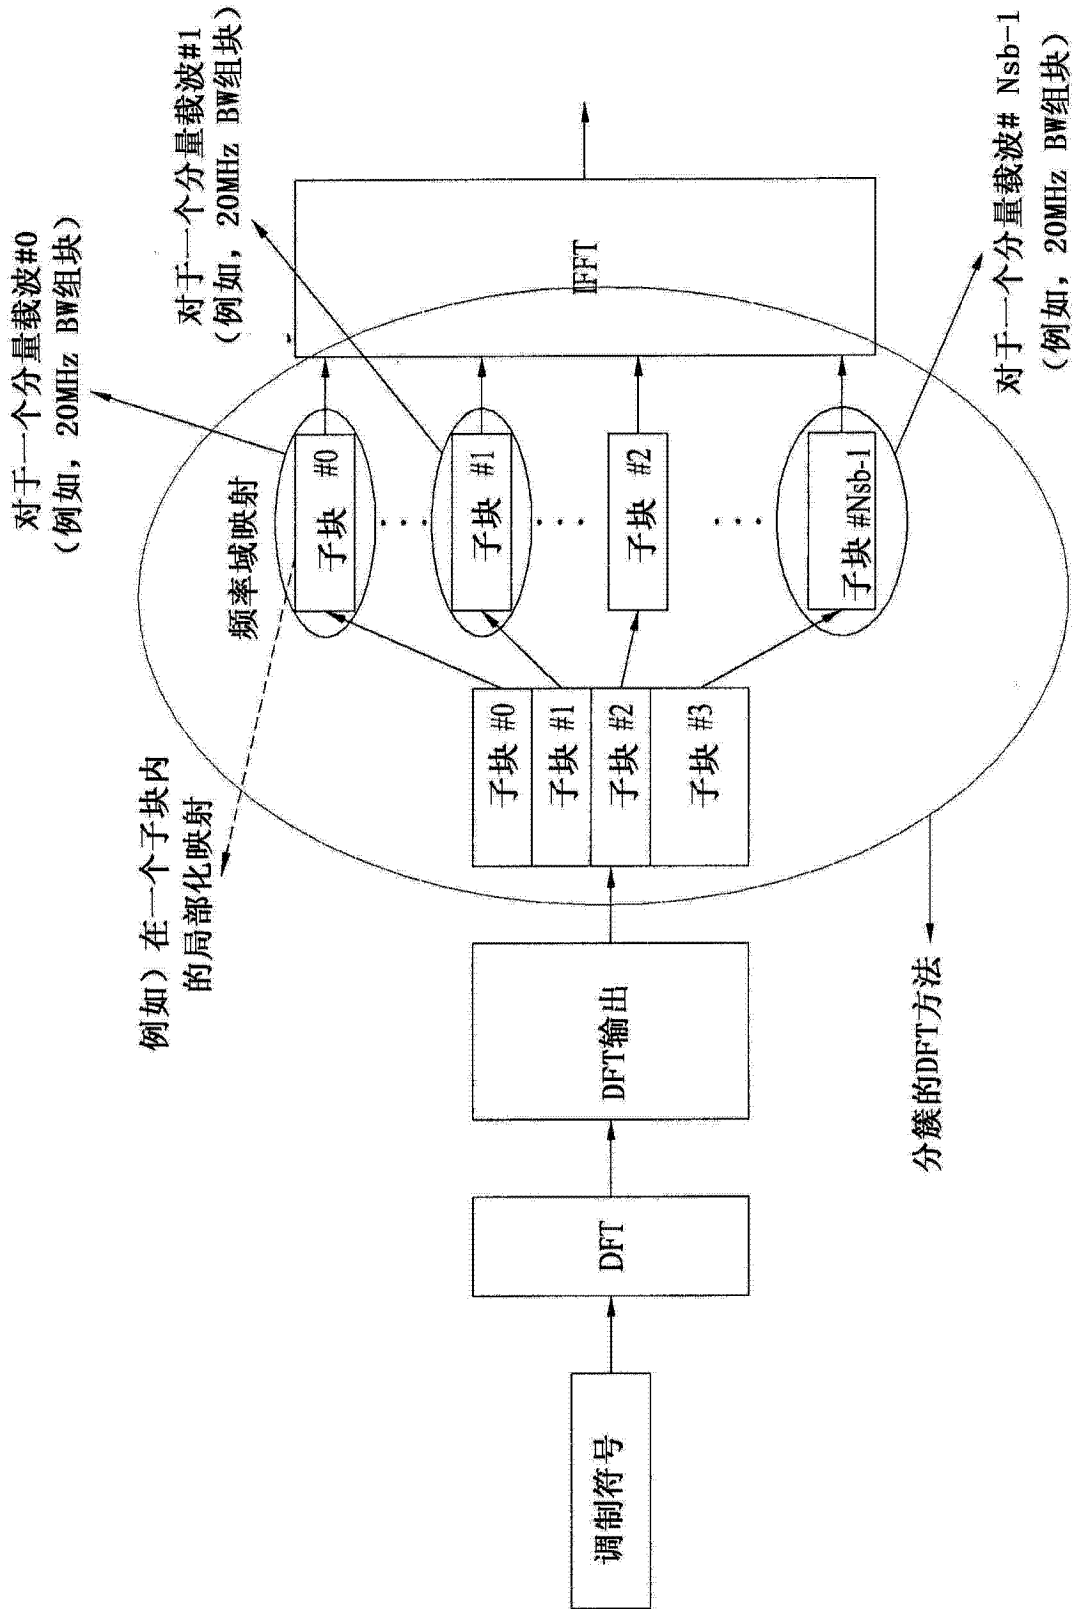 对于一个分量载波#0
（例如，20MHz BW组块）
对于一个分量载波#1
（例如，20MHz BW组块）
例如）在一个子块内
的局部化映射
频率域映射
子块 #0
子块 #1
子块 #2
子块 #Nsb-1
调制符号
DFT
DFT输出
子块 #0
子块 #1
子块 #2
子块 #3
IFFT
分簇的DFT方法
对于一个分量载波# Nsb-1
（例如，20MHz BW组块）